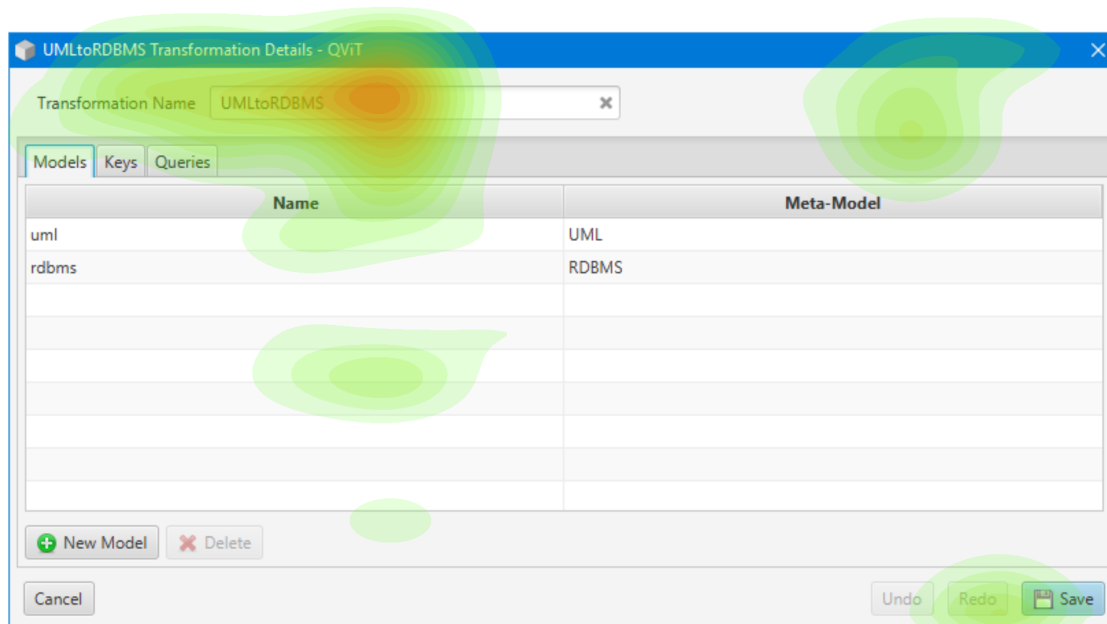 UMLtoRDBMS Transformation Details - QViT
Transformation Name UMLtoRDBMS
Models Keys Queries
Name Meta-Model
uml UML
rdbms RDBMS
New Model Delete
Cancel Undo Redo Save